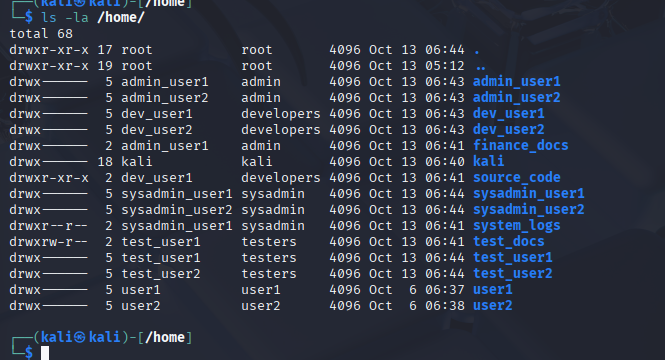 ┌──(kali㉿kali)-[/home]
└─$ ls -la /home/
total 68
drwxr-xr-x 17 root root 4096 Oct 13 06:44 .
drwxr-xr-x 19 root root 4096 Oct 13 05:12 ..
drwx------ 5 admin_user1 admin 4096 Oct 13 06:43 admin_user1
drwx------ 5 admin_user2 admin 4096 Oct 13 06:43 admin_user2
drwx------ 5 dev_user1 developers 4096 Oct 13 06:43 dev_user1
drwx------ 5 dev_user2 developers 4096 Oct 13 06:43 dev_user2
drwx------ 2 admin_user1 admin 4096 Oct 13 06:41 finance_docs
drwx------ 18 kali kali 4096 Oct 13 06:40 kali
drwxr-xr-x 2 dev_user1 developers 4096 Oct 13 06:41 source_code
drwx------ 5 sysadmin_user1 sysadmin 4096 Oct 13 06:44 sysadmin_user1
drwx------ 5 sysadmin_user2 sysadmin 4096 Oct 13 06:44 sysadmin_user2
drwxr--r-- 2 sysadmin_user1 sysadmin 4096 Oct 13 06:41 system_logs
drwxrw-r-- 2 test_user1 testers 4096 Oct 13 06:41 test_docs
drwx------ 5 test_user1 testers 4096 Oct 13 06:44 test_user1
drwx------ 5 test_user2 testers 4096 Oct 13 06:44 test_user2
drwx------ 5 user1 user1 4096 Oct 6 06:37 user1
drwx------ 5 user2 user2 4096 Oct 6 06:38 user2
┌──(kali㉿kali)-[/home]
└─$